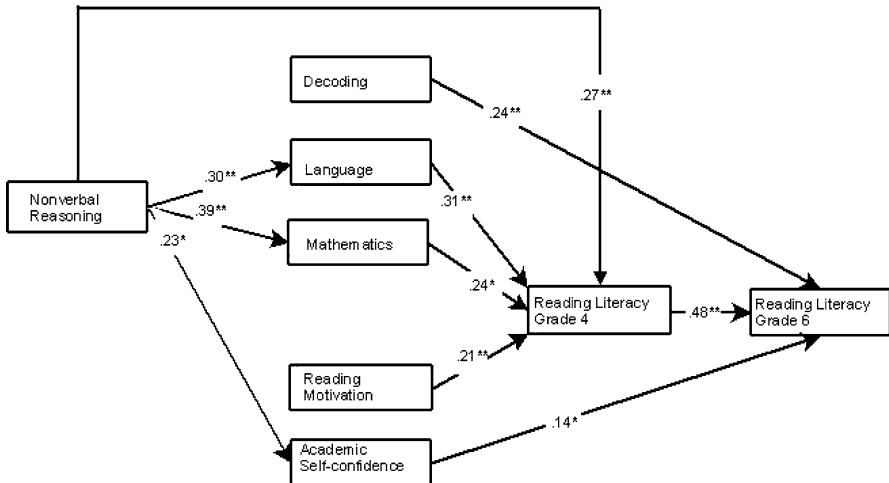 Decoding
.27**
.24**
Language
.30**
Nonverbal
Reasoning
.39**
.31**
.23*
Mathematics
.24*
Reading Literacy
Grade 4
.48**
Reading Literacy
Grade 6
.21**
Reading
Motivation
.14*
Academic
Self-confidence